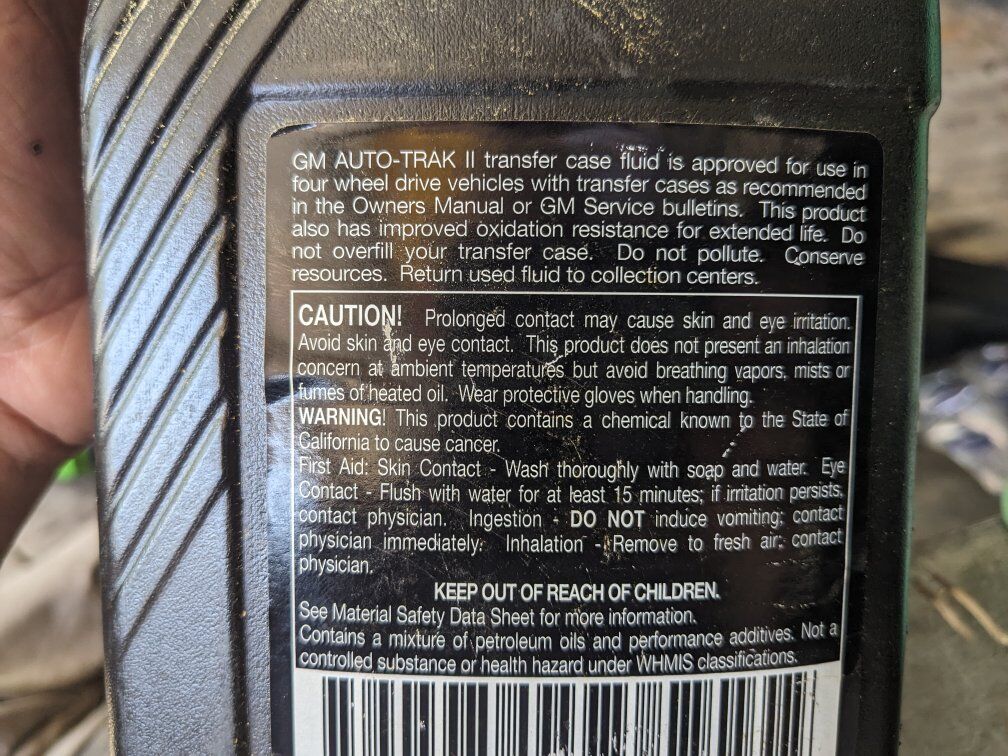 GM AUTO-TRAK II transfer case fluid is approved for use in
four wheel drive vehicles with transfer cases as recommended
in the Owners Manual or GM Service bulletins. This product
also has improved oxidation resistance for extended life. Do
not overfill your transfer case. Do not pollute. Conserve
resources. Return used fluid to collection centers.
CAUTION! Prolonged contact may cause skin and eye irritation.
Avoid skin and eye contact. This product does not present an inhalation
concern at ambient temperatures but avoid breathing vapors, mists or
fumes of heated oil. Wear protective gloves when handling.
WARNING! This product contains a chemical known to the State of
California to cause cancer.
First Aid: Skin Contact - Wash thoroughly with soap and water. Eye
Contact - Flush with water for at least 15 minutes; if irritation persists,
contact physician. Ingestion - DO NOT induce vomiting; contact
physician immediately. Inhalation - Remove to fresh air; contact
physician.
KEEP OUT OF REACH OF CHILDREN.
See Material Safety Data Sheet for more information.
Contains a mixture of petroleum oils and performance additives. Not a
controlled substance or health hazard under WHMIS classifications.